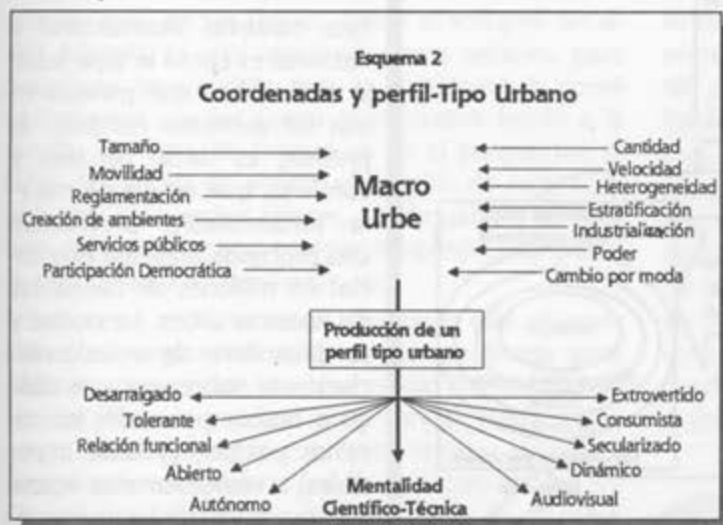 Esquema 2
Coordenadas y perfil-Tipo Urbano
Tamaño
Movilidad
Reglamentación
Creación de ambientes
Servicios públicos
Participación Democrática
Macro
Urbe
Cantidad
Velocidad
Heterogeneidad
Estratificación
Industrialización
Poder
Cambio por moda
Producción de un
perfil tipo urbano
Desarraigado
Tolerante
Relación funcional
Abierto
Autónomo
Mentalidad
Científico-Técnica
Extrovertido
Consumista
Secularizado
Dinámico
Audiovisual